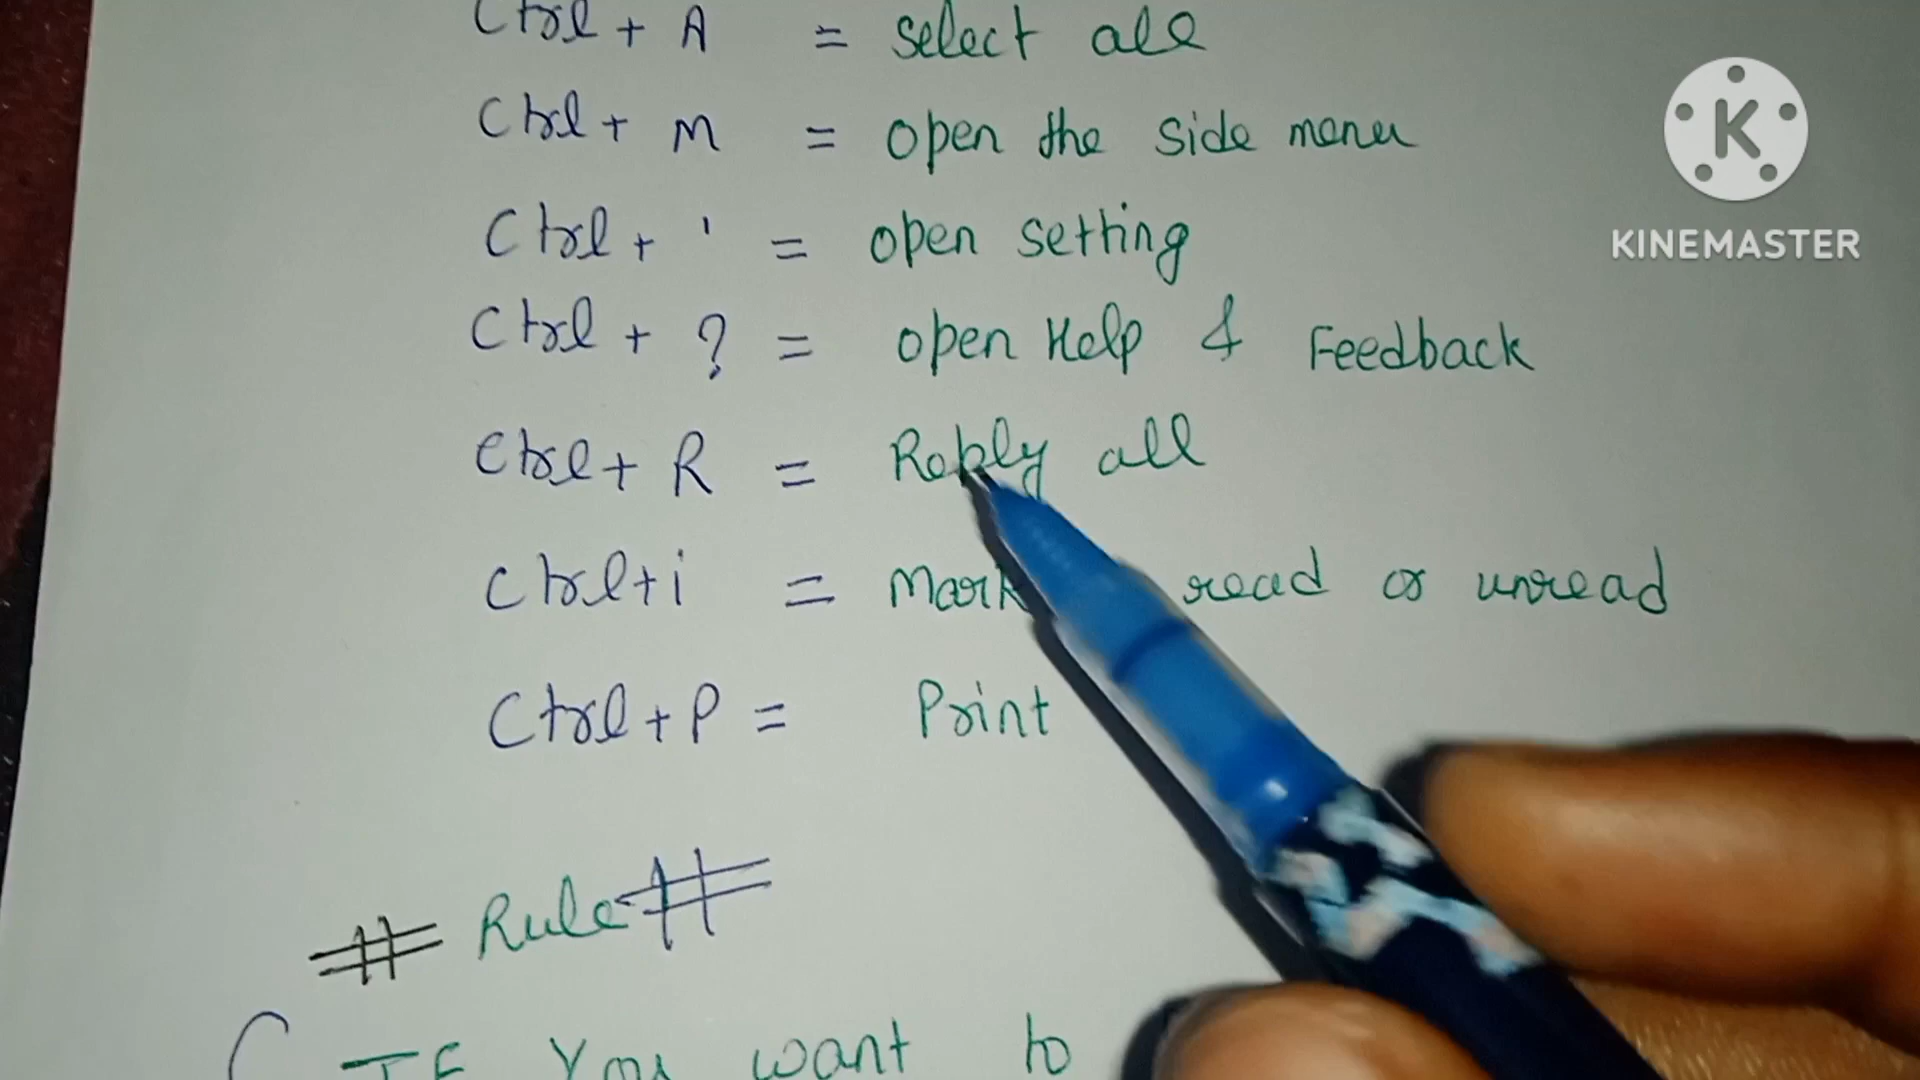 Ctrl + A = select all
Ctrl + M = open the side menu
Ctrl + ' = open setting
Ctrl + ? = open Help & Feedback
Ctrl + R = Reply all
Ctrl+i = Mark read or unread
Ctrl+P = Print
# Rule #
( If You want to
K
KINEMASTER